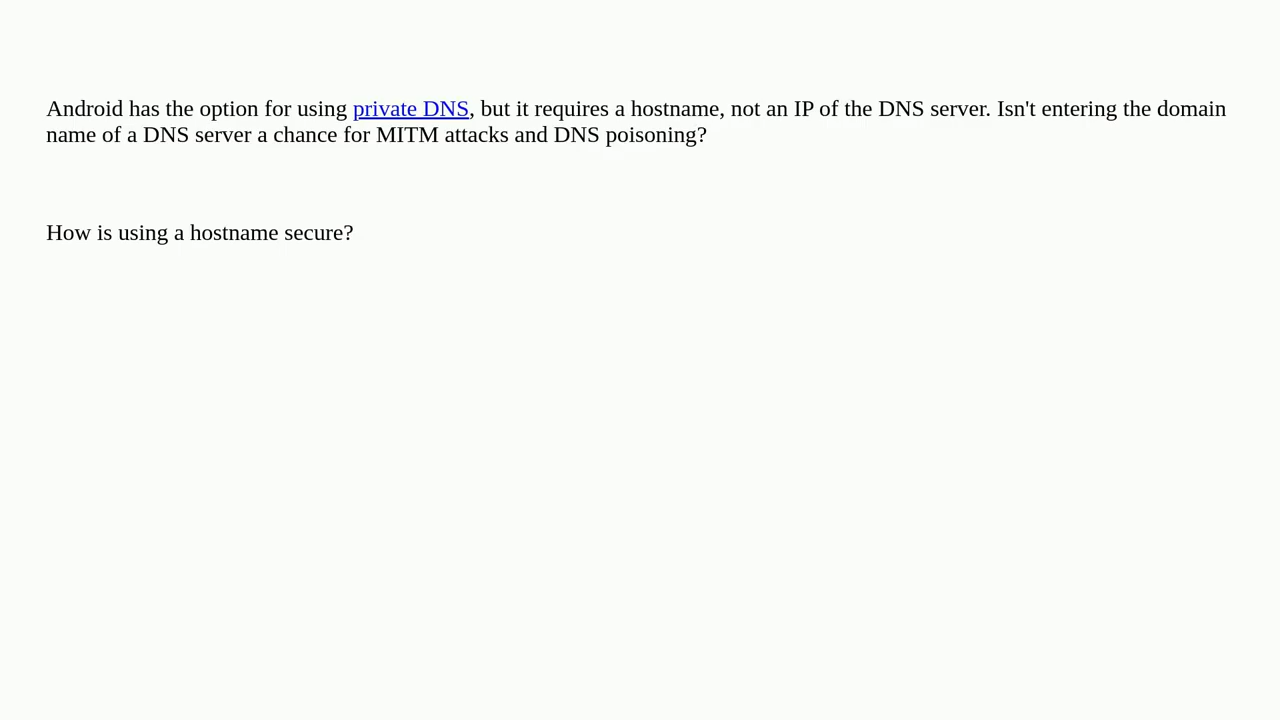 Android has the option for using private DNS, but it requires a hostname, not an IP of the DNS server. Isn't entering the domain
name of a DNS server a chance for MITM attacks and DNS poisoning?
How is using a hostname secure?